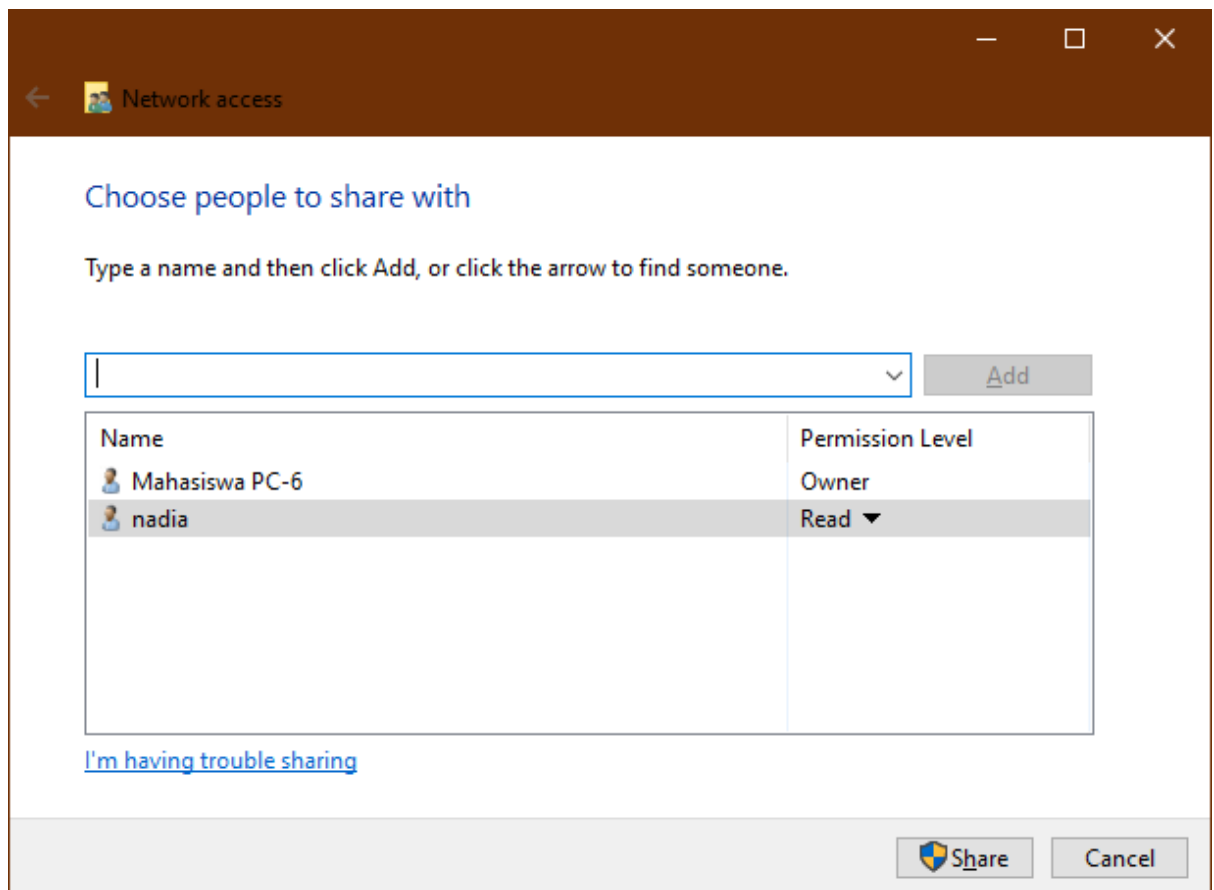 Network access
Choose people to share with
Type a name and then click Add, or click the arrow to find someone.
Add
Name Permission Level
Mahasiswa PC-6 Owner
nadia Read
I'm having trouble sharing
Share Cancel